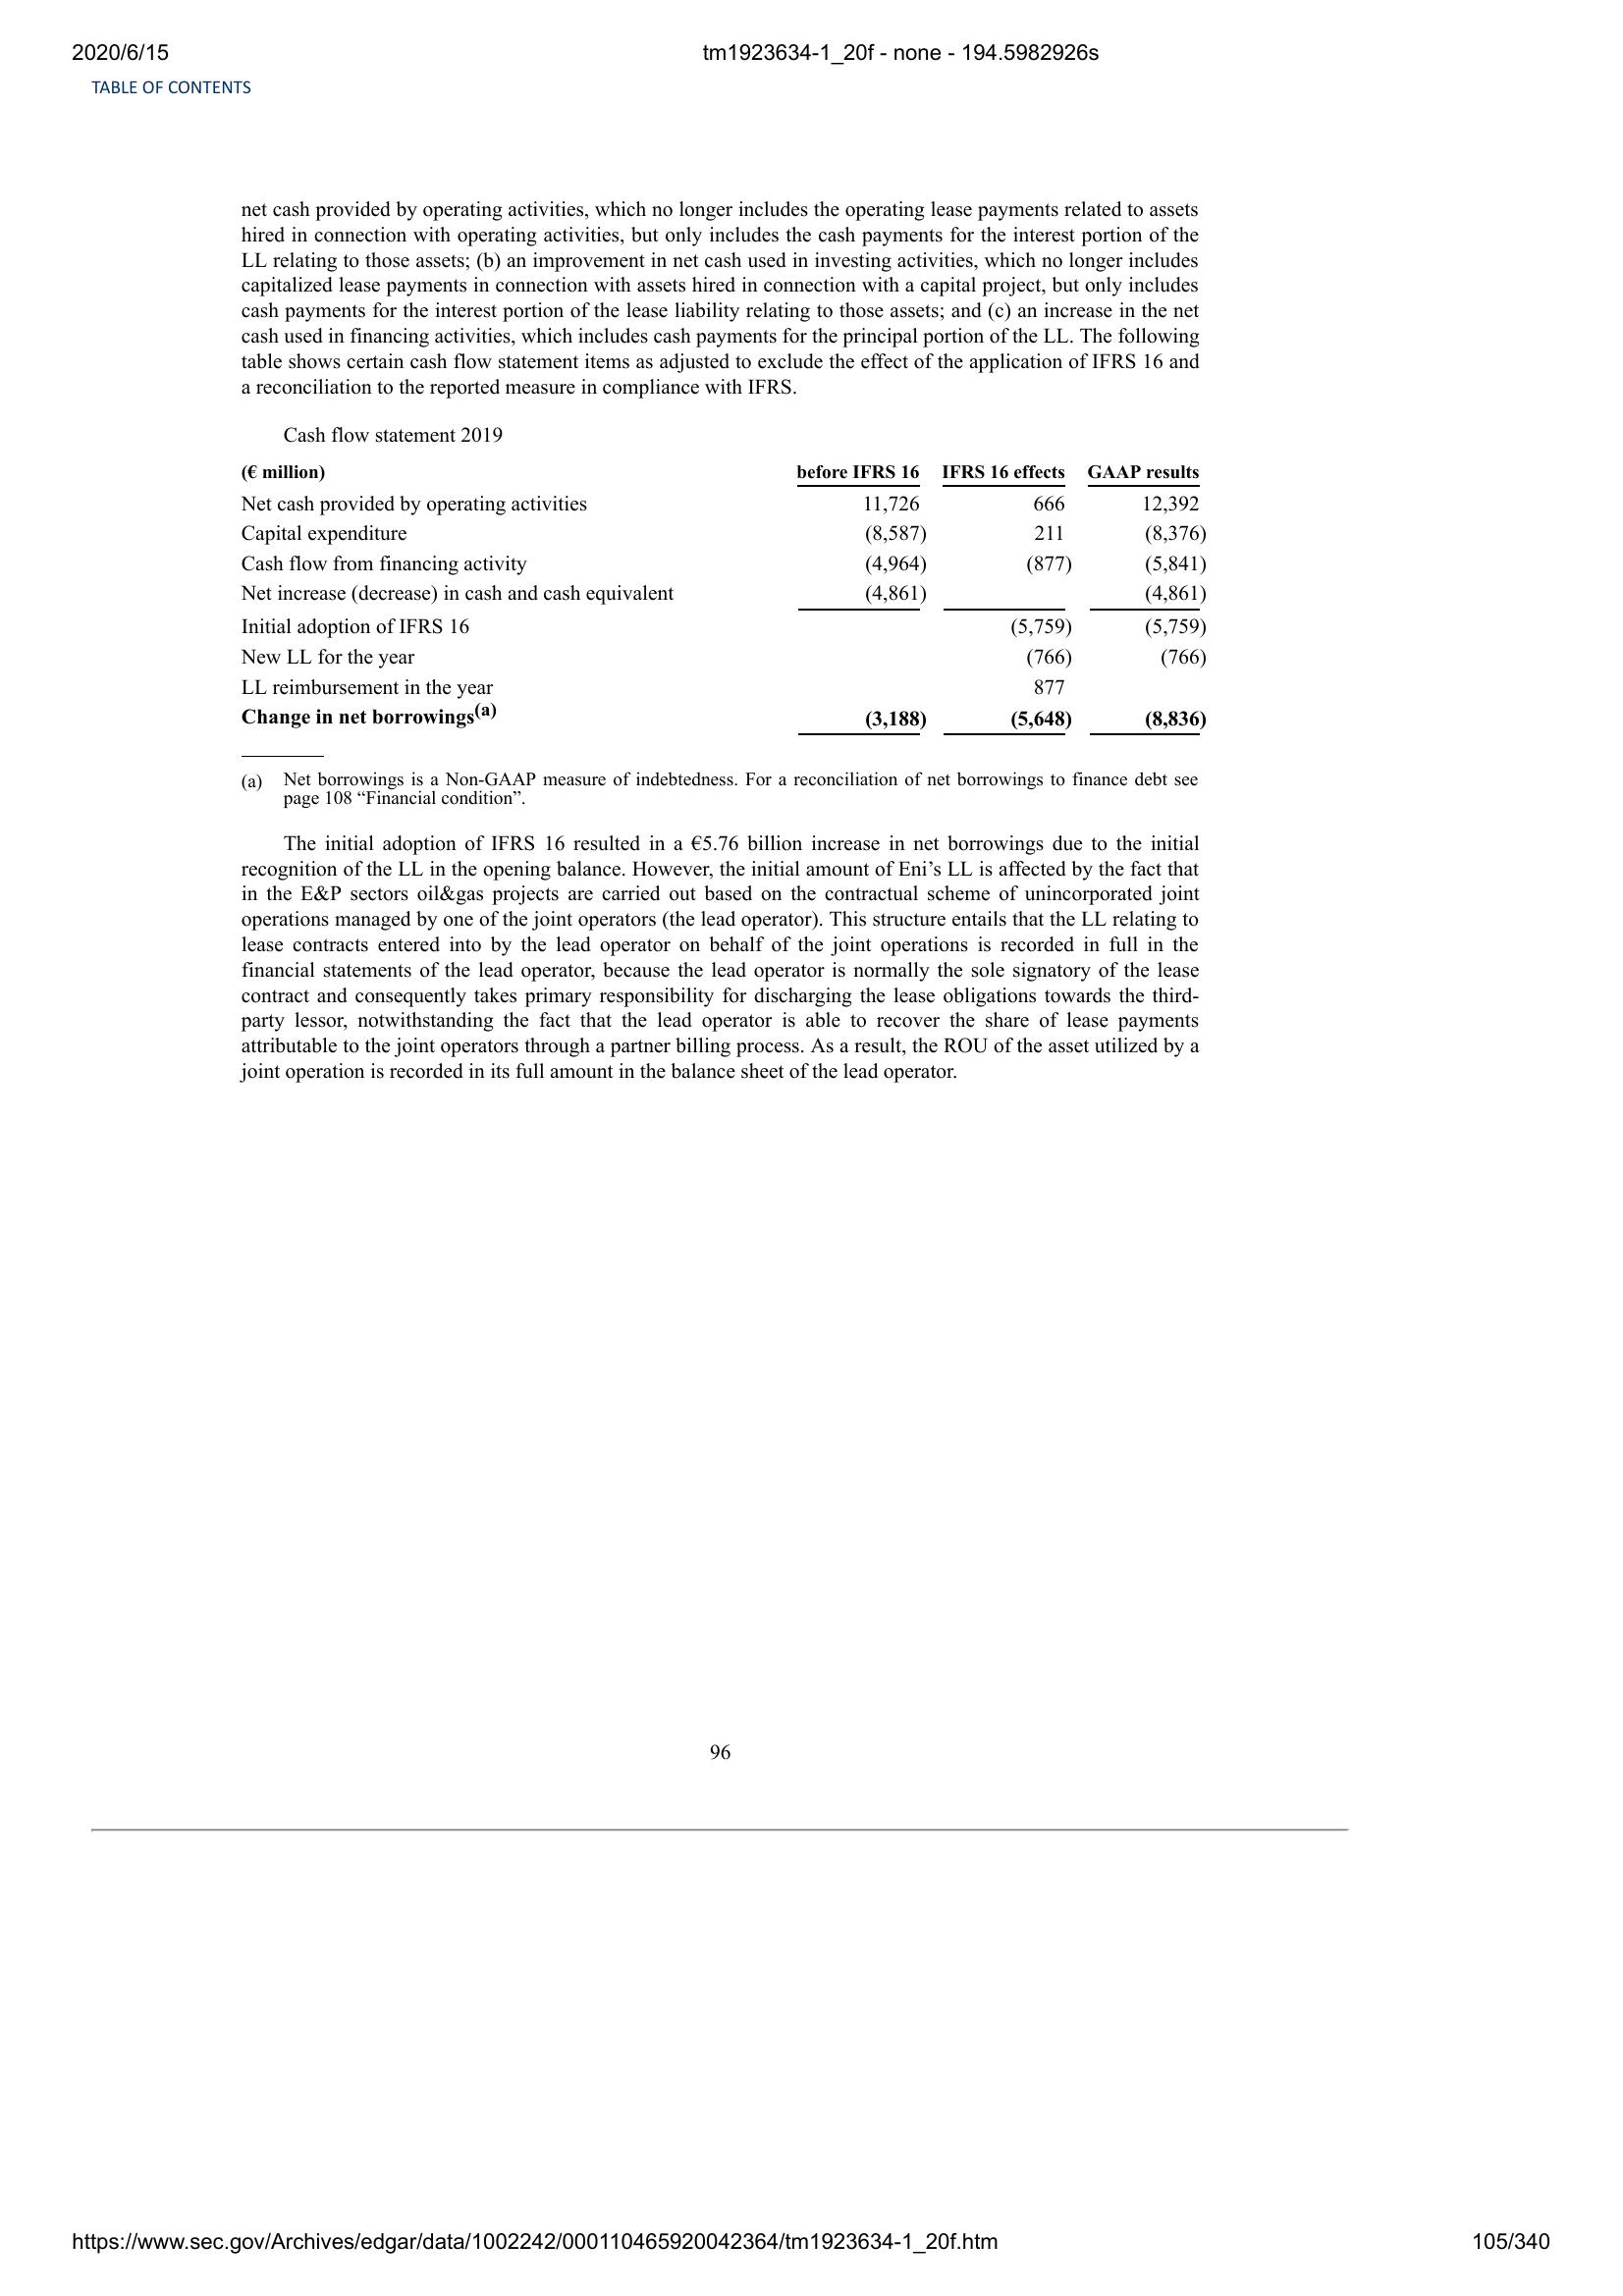 2020/6/15 tm1923634-1_20f - none - 194.5982926s
TABLE OF CONTENTS
net cash provided by operating activities, which no longer includes the operating lease payments related to assets
hired in connection with operating activities, but only includes the cash payments for the interest portion of the
LL relating to those assets; (b) an improvement in net cash used in investing activities, which no longer includes
capitalized lease payments in connection with assets hired in connection with a capital project, but only includes
cash payments for the interest portion of the lease liability relating to those assets; and (c) an increase in the net
cash used in financing activities, which includes cash payments for the principal portion of the LL. The following
table shows certain cash flow statement items as adjusted to exclude the effect of the application of IFRS 16 and
a reconciliation to the reported measure in compliance with IFRS.
Cash flow statement 2019
(€ million) before IFRS 16 IFRS 16 effects GAAP results
Net cash provided by operating activities 11,726 666 12,392
Capital expenditure (8,587) 211 (8,376)
Cash flow from financing activity (4,964) (877) (5,841)
Net increase (decrease) in cash and cash equivalent (4,861) (4,861)
Initial adoption of IFRS 16 (5,759) (5,759)
New LL for the year (766) (766)
LL reimbursement in the year 877
Change in net borrowings(a) (3,188) (5,648) (8,836)
(a) Net borrowings is a Non-GAAP measure of indebtedness. For a reconciliation of net borrowings to finance debt see
page 108 “Financial condition”.
The initial adoption of IFRS 16 resulted in a €5.76 billion increase in net borrowings due to the initial
recognition of the LL in the opening balance. However, the initial amount of Eni’s LL is affected by the fact that
in the E&P sectors oil&gas projects are carried out based on the contractual scheme of unincorporated joint
operations managed by one of the joint operators (the lead operator). This structure entails that the LL relating to
lease contracts entered into by the lead operator on behalf of the joint operations is recorded in full in the
financial statements of the lead operator, because the lead operator is normally the sole signatory of the lease
contract and consequently takes primary responsibility for discharging the lease obligations towards the third-
party lessor, notwithstanding the fact that the lead operator is able to recover the share of lease payments
attributable to the joint operators through a partner billing process. As a result, the ROU of the asset utilized by a
joint operation is recorded in its full amount in the balance sheet of the lead operator.
96
https://www.sec.gov/Archives/edgar/data/1002242/000110465920042364/tm1923634-1_20f.htm 105/340